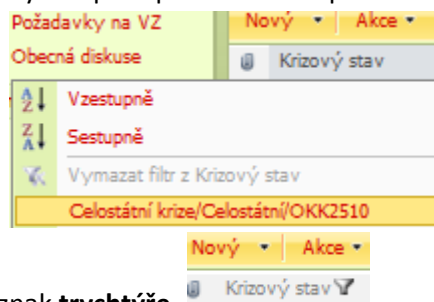 Požadavky na VZ
Nový Akce
Obecná diskuse
Krizový stav
Vzestupně
Sestupně
Vymazat filtr z Krizový stav
Celostátní krize/Celostátní/OKK2510
Nový Akce
znak trychtýře
Krizový stav